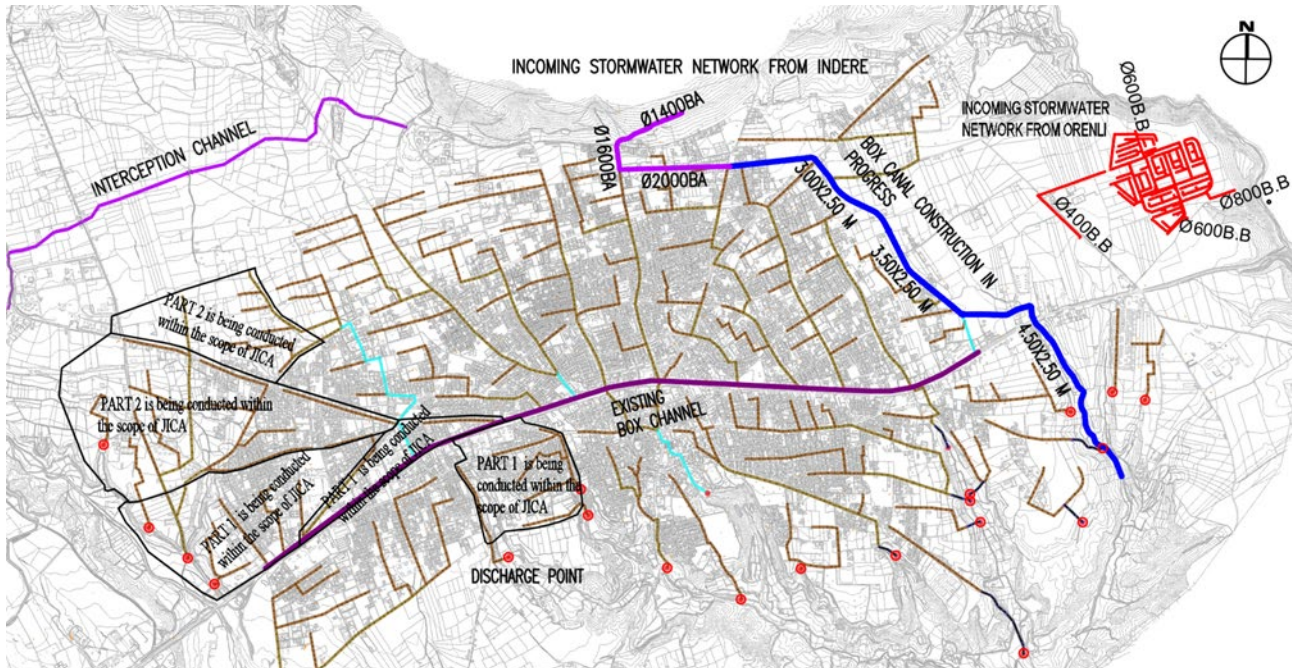 N
INCOMING STORMWATER NETWORK FROM INDERE
Ø1400BA
Ø1600BA
Ø2000BA
INTERCEPTION CHANNEL
INCOMING STORMWATER
NETWORK FROM ORENLI
Ø600B.B
Ø800B.B
Ø600B.B
Ø400B.B
BOX CANAL CONSTRUCTION IN
PROGRESS
3.00X2.50 M
3.50X2.50 M
4.50X2.50 M
PART 2 is being conducted
within the scope of JICA
PART 2 is being conducted within
the scope of JICA
PART 1 is being conducted
within the scope of JICA
PART 1 is being conducted
within the scope of JICA
PART 1 is being
conducted within the
scope of JICA
EXISTING
BOX CHANNEL
DISCHARGE POINT